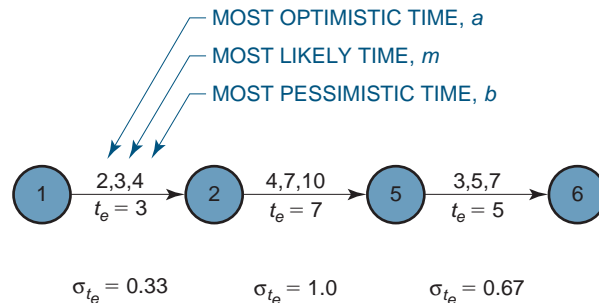 MOST OPTIMISTIC TIME, a
MOST LIKELY TIME, m
MOST PESSIMISTIC TIME, b
1 2,3,4 2 4,7,10 5 3,5,7 6
tₑ = 3 tₑ = 7 tₑ = 5
σₜₑ = 0.33 σₜₑ = 1.0 σₜₑ = 0.67